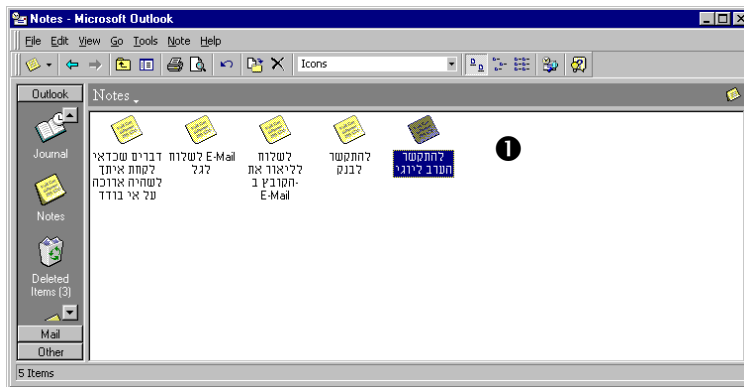 Notes - Microsoft Outlook
File Edit View Go Tools Note Help
Icons
Outlook
Notes
Journal
Notes
Deleted
Items (3)
Mail
Other
דברים שכדאי
לקחת איתך
לשהיה ארוכה
על אי בודד
לשלוח E-Mail
לגל
לשלוח
לליאור את
הקובץ ב-
E-Mail
להתקשר
לבנק
להתקשר
הערב ליוגי
1
5 Items